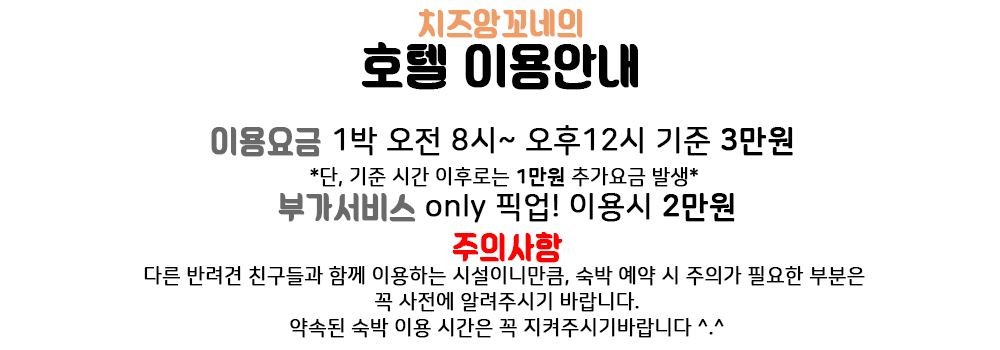 치즈앙꼬네의
호텔 이용안내
이용요금 1박 오전 8시~ 오후12시 기준 3만원
*단, 기준 시간 이후로는 1만원 추가요금 발생*
부가서비스 only 픽업! 이용시 2만원
주의사항
다른 반려견 친구들과 함께 이용하는 시설이니만큼, 숙박 예약 시 주의가 필요한 부분은
꼭 사전에 알려주시기 바랍니다.
약속된 숙박 이용 시간은 꼭 지켜주시기바랍니다 ^.^